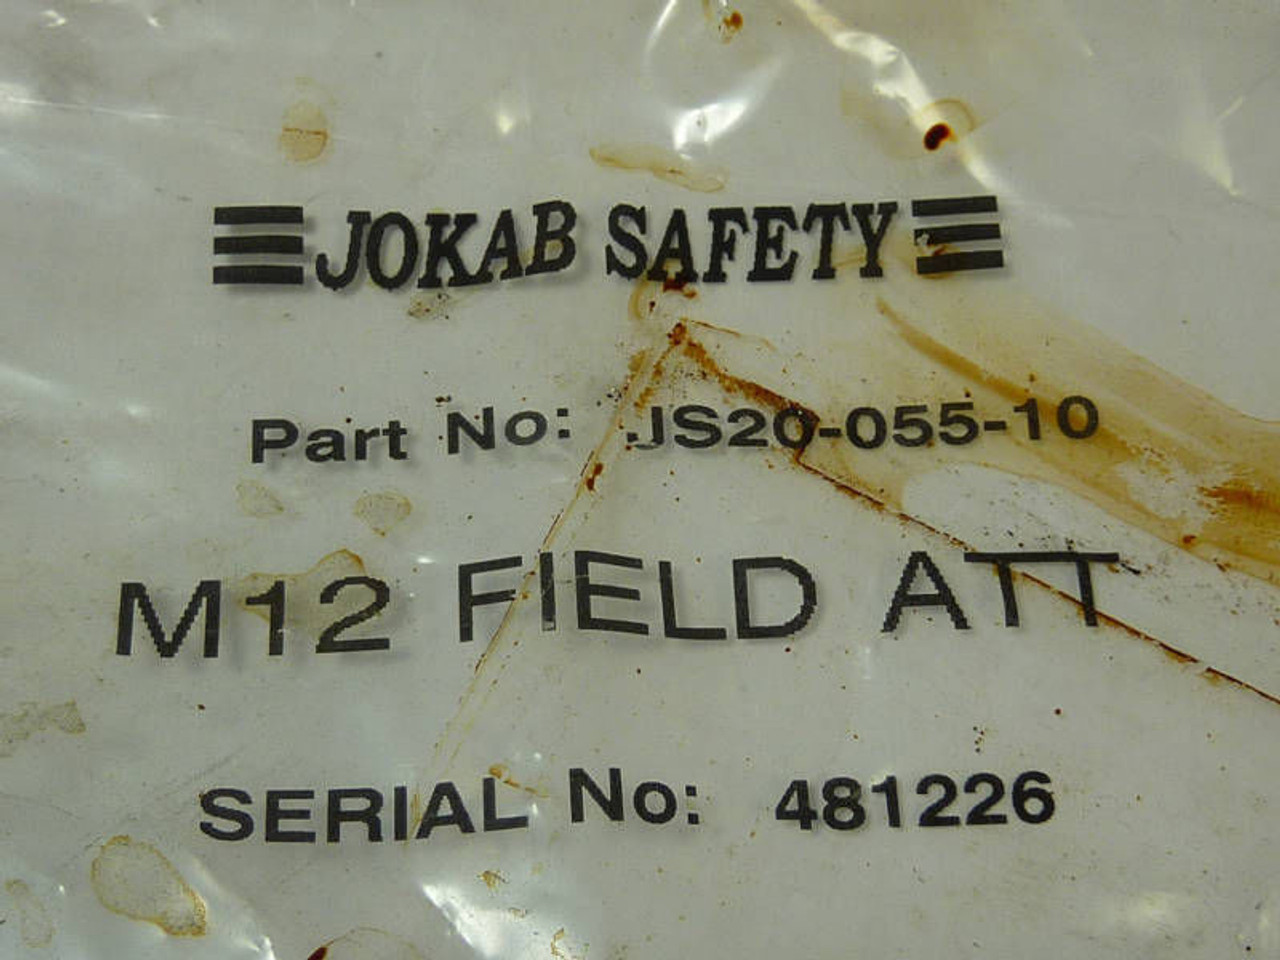 JOKAB SAFETY
Part No: JS20-055-10
M12 FIELD ATT
SERIAL No: 481226